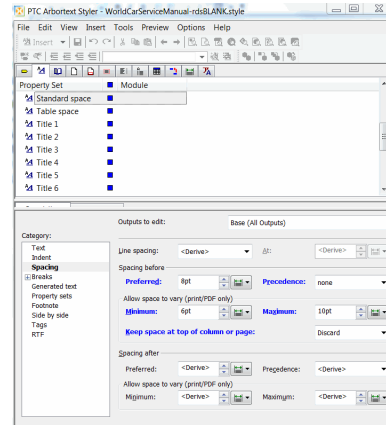 PTC Arbortext Styler - WorldCarServiceManual-rdsBLANK.style
File Edit View Insert Tools Preview Options Help
Insert
Property Set Module
Standard space
Table space
Title 1
Title 2
Title 3
Title 4
Title 5
Title 6
Outputs to edit: Base (All Outputs)
Category:
Text
Indent
Spacing
Breaks
Generated text
Property sets
Footnote
Side by side
Tags
RTF
Line spacing: <Derive> At: <Derive>
Spacing before
Preferred: 8pt Precedence: none
Allow space to vary (print/PDF only)
Minimum: 6pt Maximum: 10pt
Keep space at top of column or page: Discard
Spacing after
Preferred: <Derive> Precedence: <Derive>
Allow space to vary (print/PDF only)
Minimum: <Derive> Maximum: <Derive>